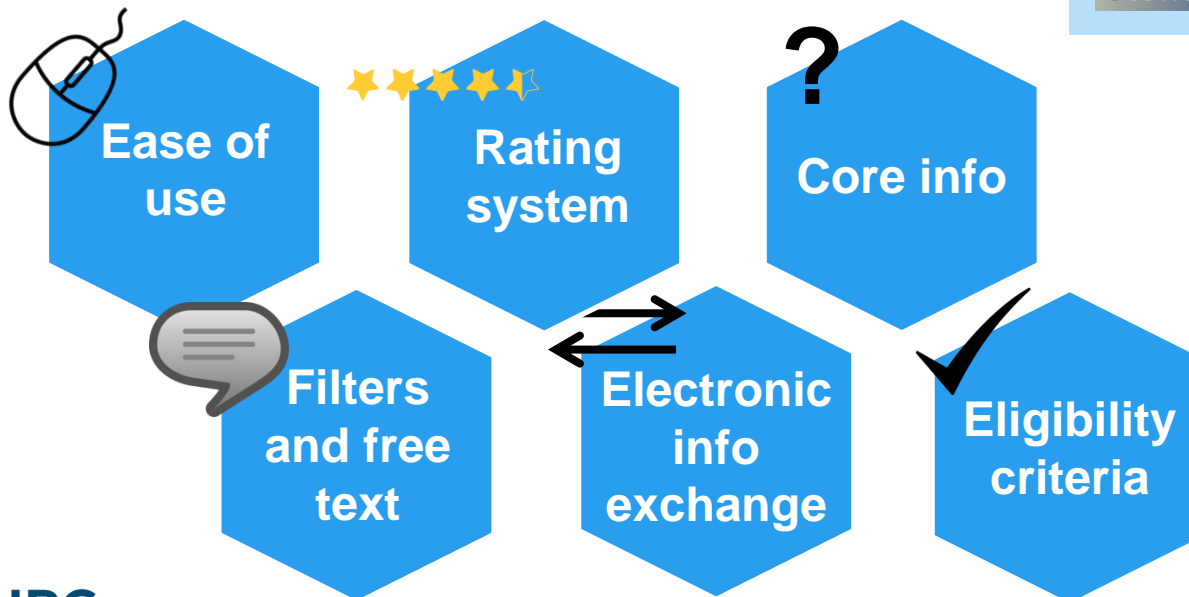 Ease of
use
Rating
system
?
Core info
Filters
and free
text
Electronic
info
exchange
Eligibility
criteria